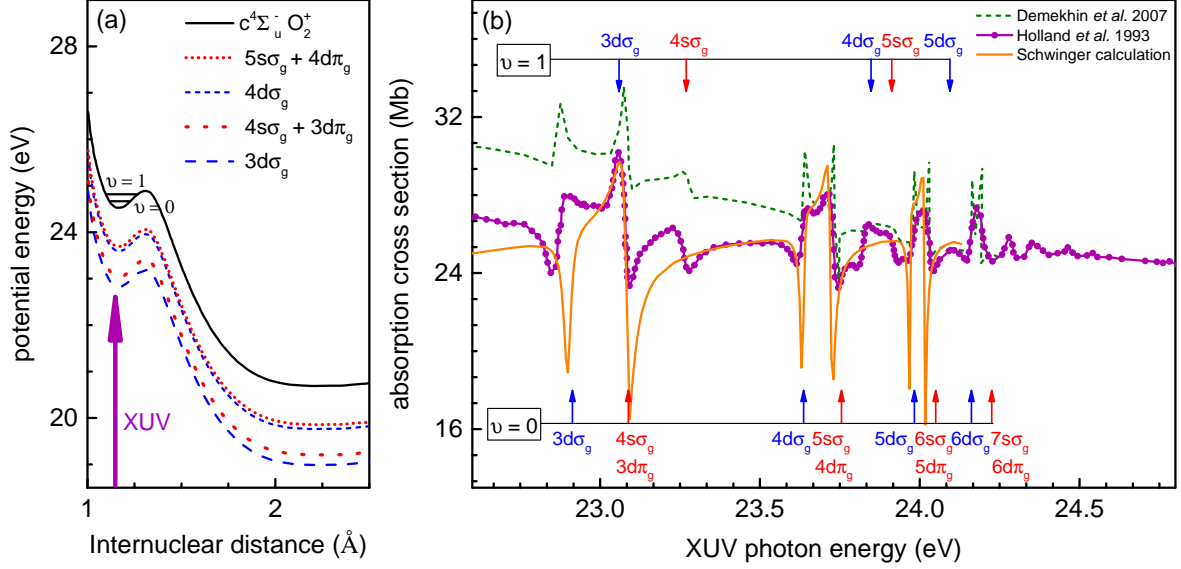 (a)
c⁴Σᵤ⁻ O₂⁺
5sσg + 4dπg
4dσg
4sσg + 3dπg
3dσg
υ = 1
υ = 0
XUV
28
24
20
potential energy (eV)
1
2
Internuclear distance (Å)
(b)
Demekhin et al. 2007
Holland et al. 1993
Schwinger calculation
3dσg 4sσg 4dσg 5sσg 5dσg
υ = 1
32
24
16
absorption cross section (Mb)
υ = 0
3dσg 4sσg 4dσg 5sσg 5dσg 6sσg 6dσg 7sσg
3dπg 4dπg 5dπg 6dπg
23.0 23.5 24.0 24.5
XUV photon energy (eV)